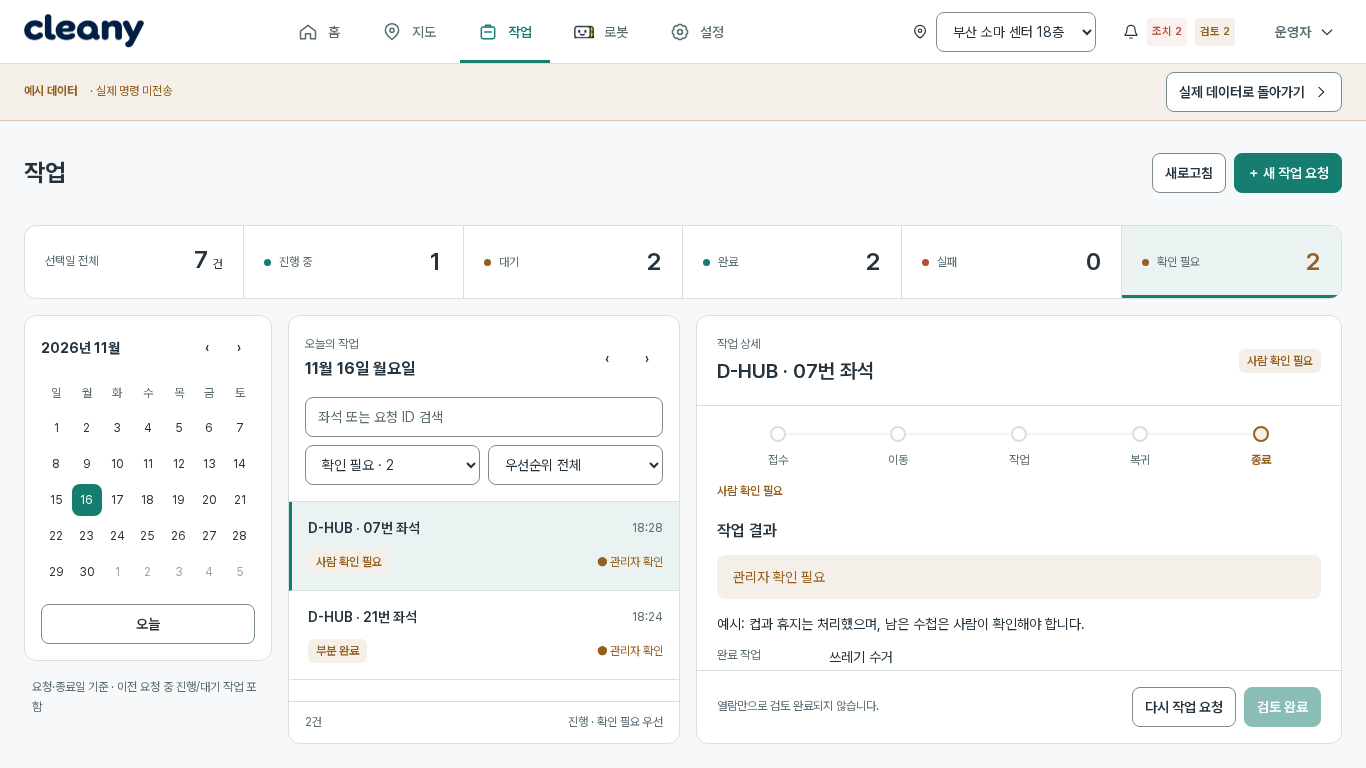 cleany
홈
지도
작업
로봇
설정
부산 소마 센터 18층
조치 2
검토 2
운영자
예시 데이터 · 실제 명령 미전송
실제 데이터로 돌아가기
작업
새로고침
+ 새 작업 요청
선택일 전체 7 건
진행 중 1
대기 2
완료 2
실패 0
확인 필요 2
2026년 11월 ‹ ›
일 월 화 수 목 금 토
1 2 3 4 5 6 7
8 9 10 11 12 13 14
15 16 17 18 19 20 21
22 23 24 25 26 27 28
29 30 1 2 3 4 5
오늘
요청·종료일 기준 · 이전 요청 중 진행/대기 작업 포
함
오늘의 작업
11월 16일 월요일 ‹ ›
좌석 또는 요청 ID 검색
확인 필요 · 2
우선순위 전체
D-HUB · 07번 좌석 18:28
사람 확인 필요 관리자 확인
D-HUB · 21번 좌석 18:24
부분 완료 관리자 확인
2건 진행 · 확인 필요 우선
작업 상세
D-HUB · 07번 좌석
사람 확인 필요
접수 이동 작업 복귀 종료
사람 확인 필요
작업 결과
관리자 확인 필요
예시: 컵과 휴지는 처리했으며, 남은 수첩은 사람이 확인해야 합니다.
완료 작업 쓰레기 수거
열람만으로 검토 완료되지 않습니다.
다시 작업 요청
검토 완료